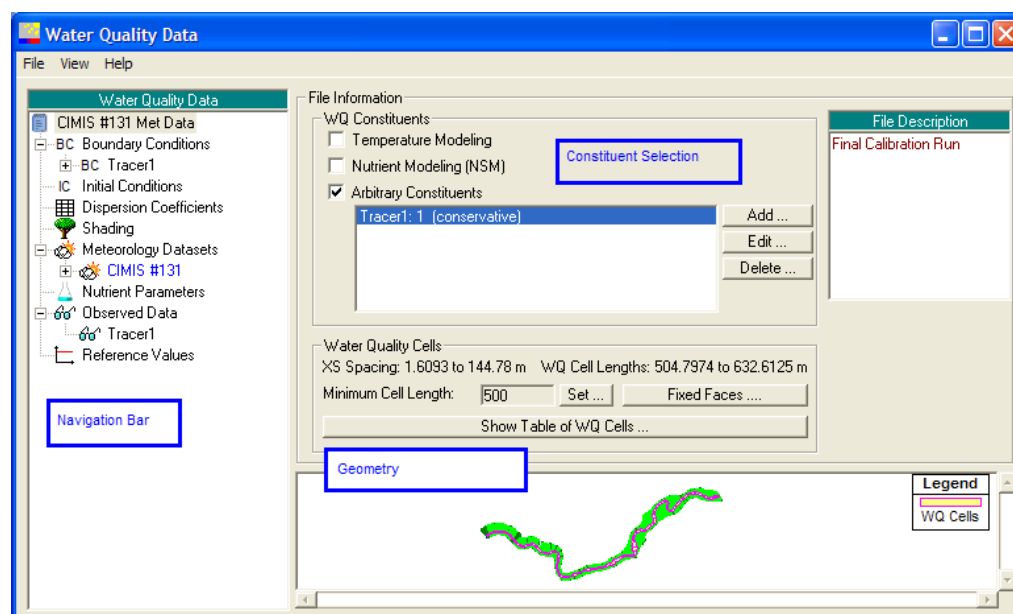 Water Quality Data
File View Help
Water Quality Data
CIMIS #131 Met Data
BC Boundary Conditions
BC Tracer1
IC Initial Conditions
Dispersion Coefficients
Shading
Meteorology Datasets
CIMIS #131
Nutrient Parameters
Observed Data
Tracer1
Reference Values
Navigation Bar
File Information
WQ Constituents
Temperature Modeling
Nutrient Modeling (NSM)
Arbitrary Constituents
Constituent Selection
Tracer1: 1 (conservative)
Add ...
Edit ...
Delete ...
File Description
Final Calibration Run
Water Quality Cells
XS Spacing: 1.6093 to 144.78 m WQ Cell Lengths: 504.7974 to 632.6125 m
Minimum Cell Length: 500 Set ... Fixed Faces ....
Show Table of WQ Cells ...
Geometry
Legend
WQ Cells